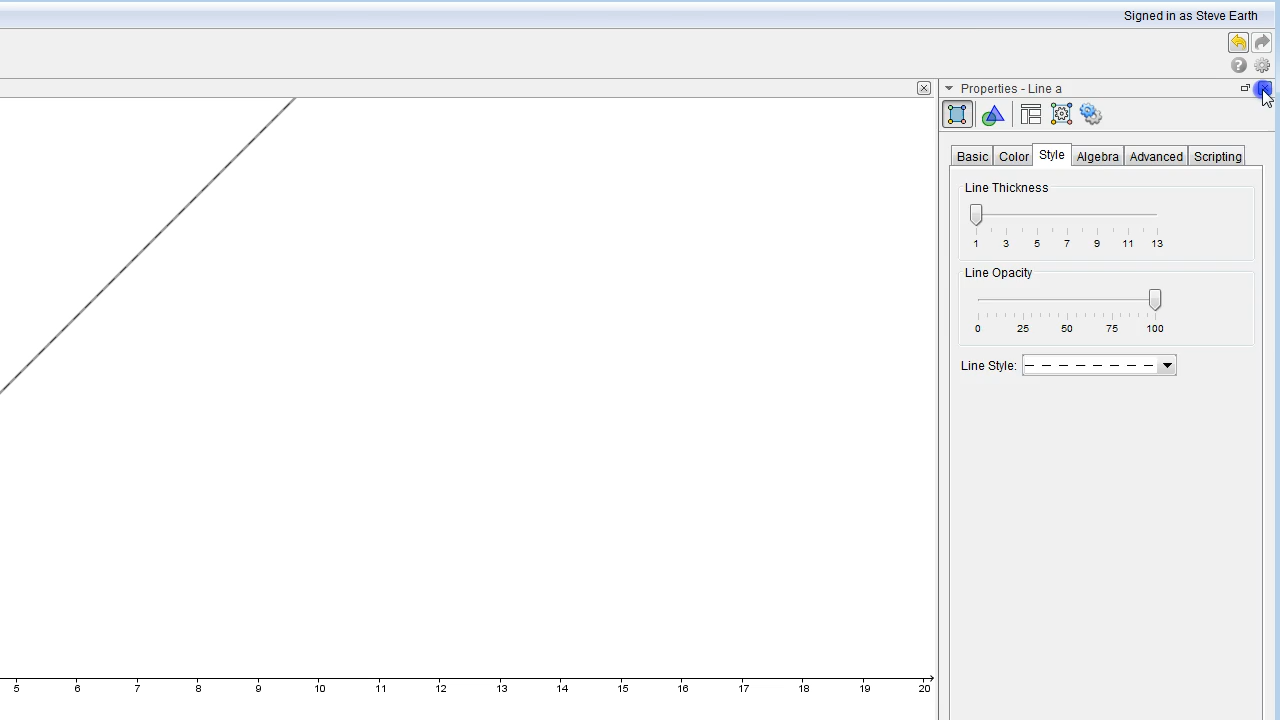 Signed in as Steve Earth
Properties - Line a
Basic Color Style Algebra Advanced Scripting
Line Thickness
1 3 5 7 9 11 13
Line Opacity
0 25 50 75 100
Line Style:
5 6 7 8 9 10 11 12 13 14 15 16 17 18 19 20